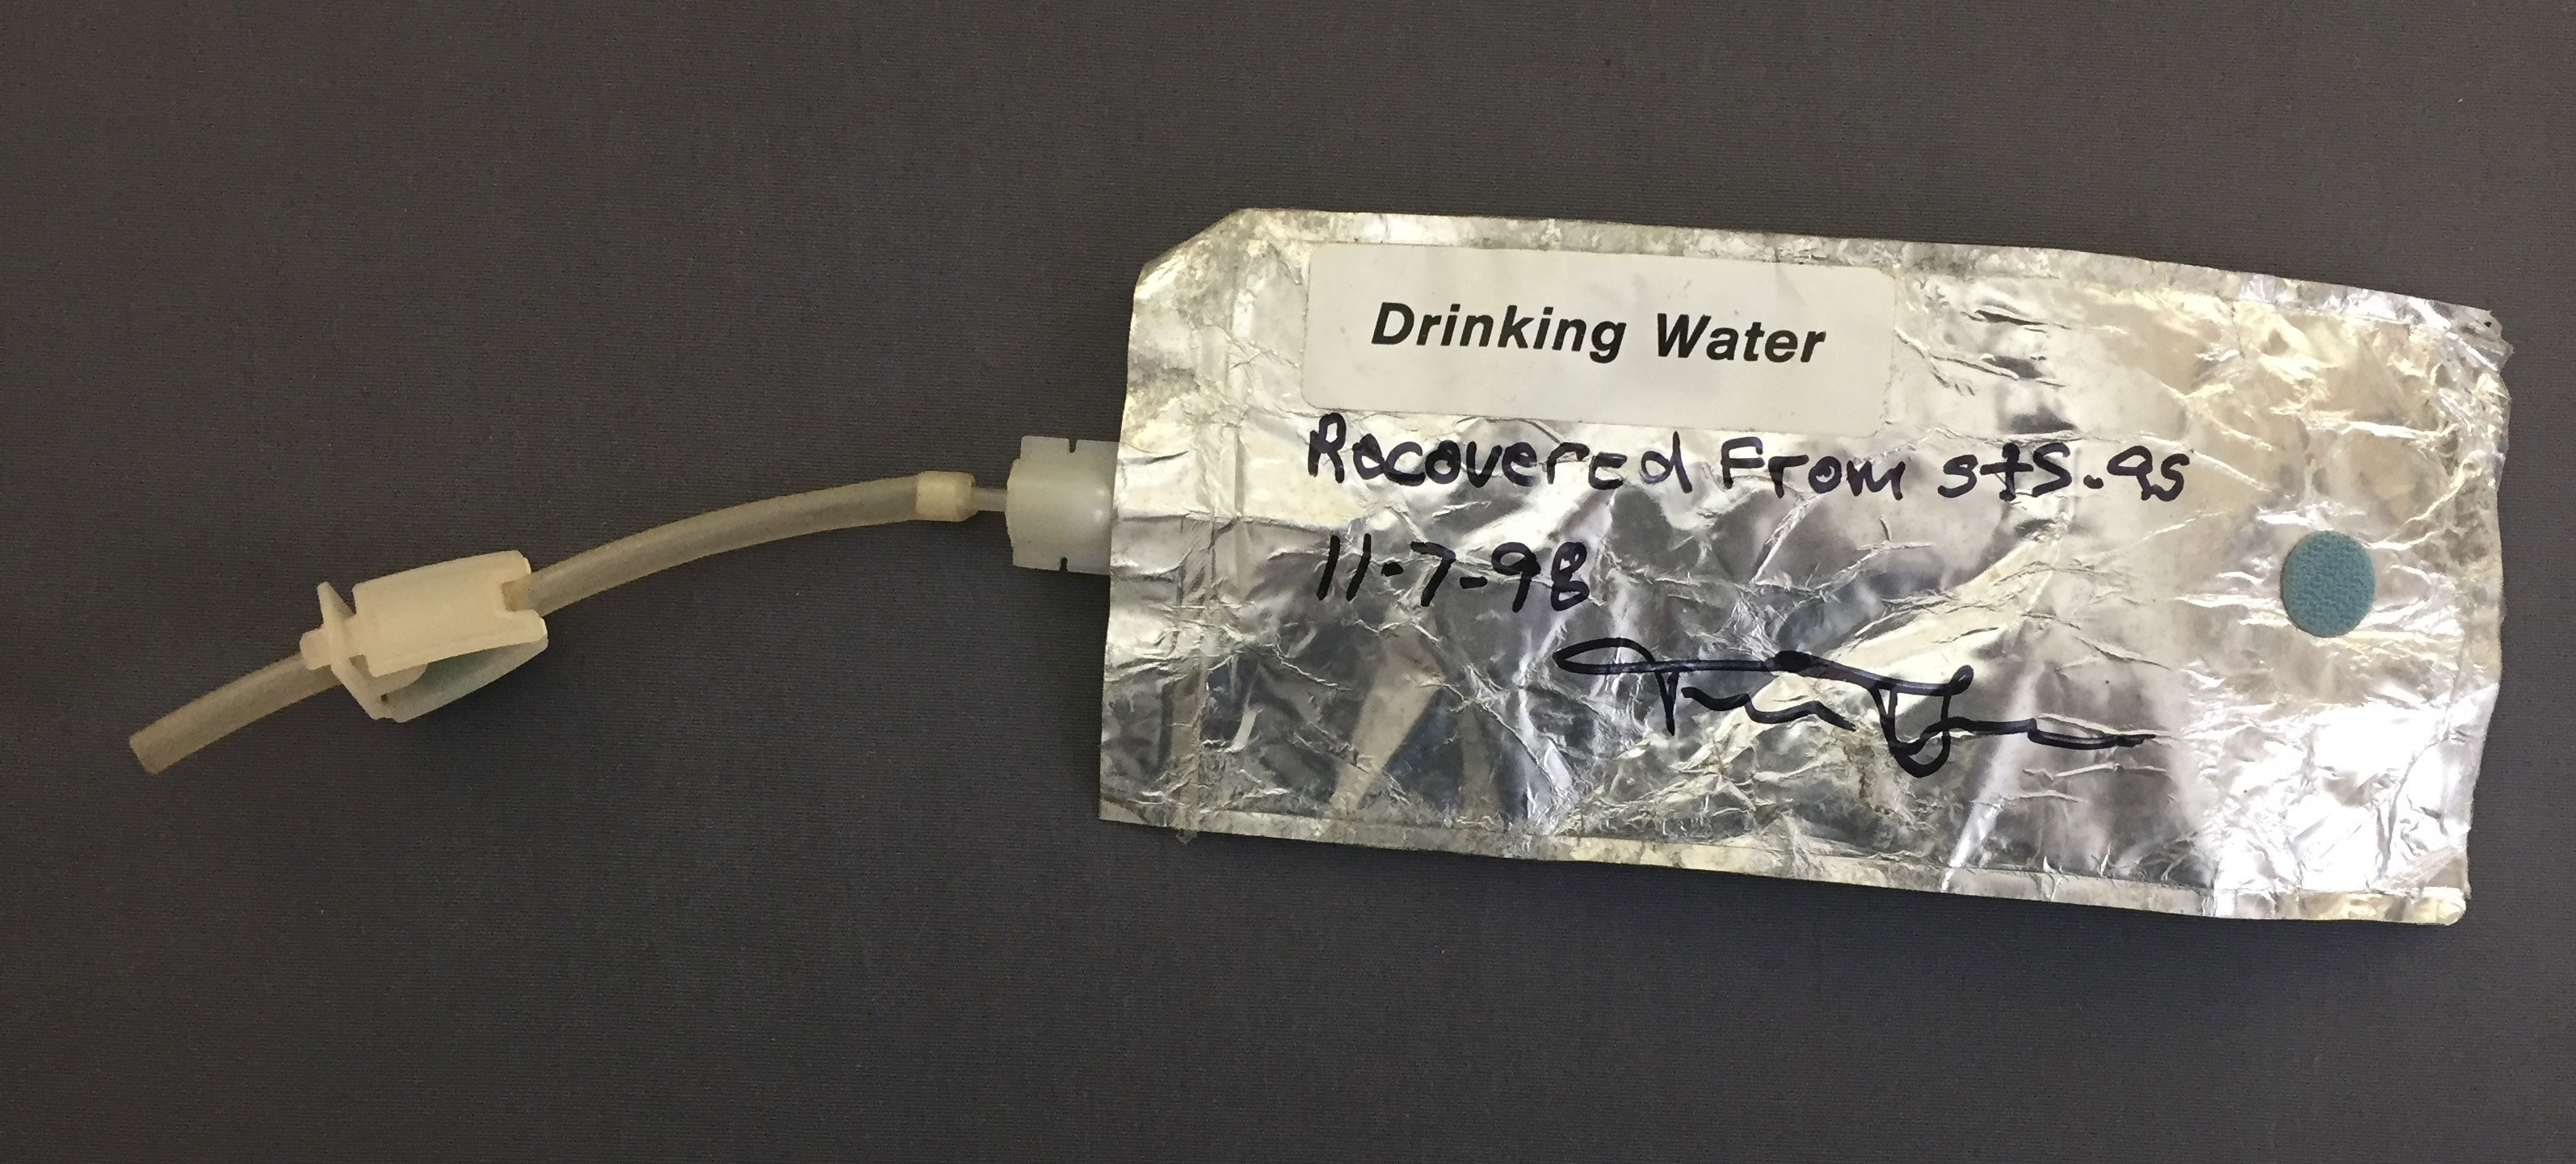 Drinking Water
Recovered From sts-95
11-7-98